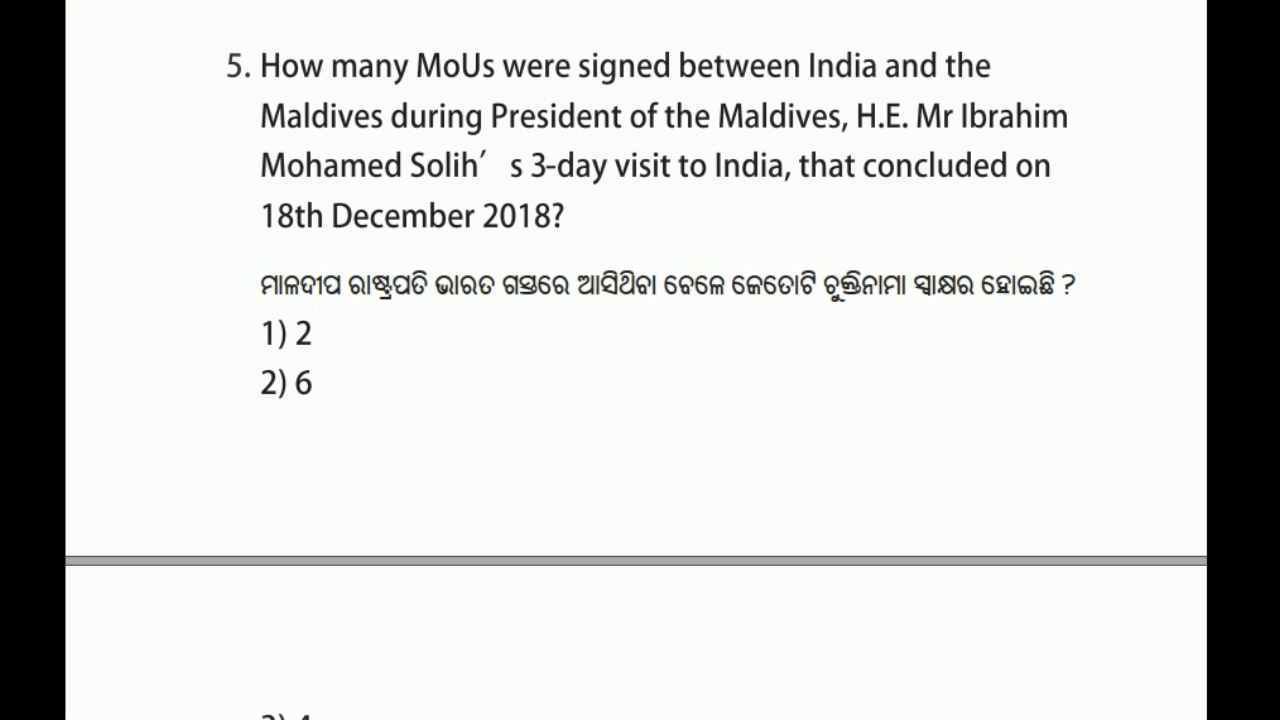 5. How many MoUs were signed between India and the
Maldives during President of the Maldives, H.E. Mr Ibrahim
Mohamed Solih′ s 3-day visit to India, that concluded on
18th December 2018?
ମାଳଦୀପ ରାଷ୍ଟ୍ରପତି ଭାରତ ଗସ୍ତରେ ଆସିଥିବା ବେଳେ କେତୋଟି ଚୁକ୍ତିନାମା ସ୍ୱାକ୍ଷର ହୋଇଛି ?
1) 2
2) 6